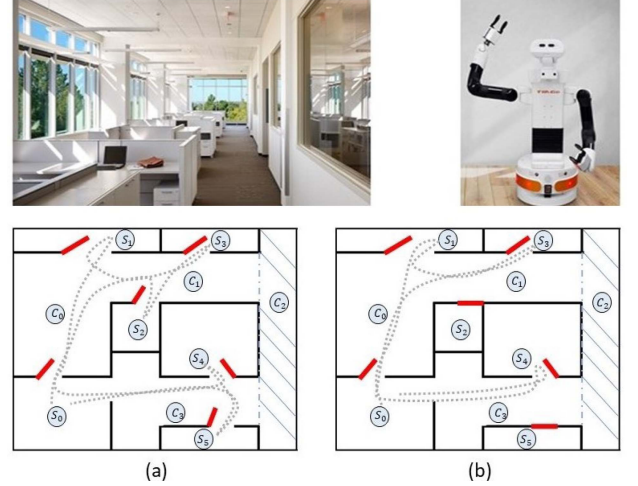 TIAGo
S₁
S₃
C₁
C₀
C₂
S₂
S₄
S₀
C₃
S₅
(a)
S₁
S₃
C₁
C₀
C₂
S₂
S₄
S₀
C₃
S₅
(b)